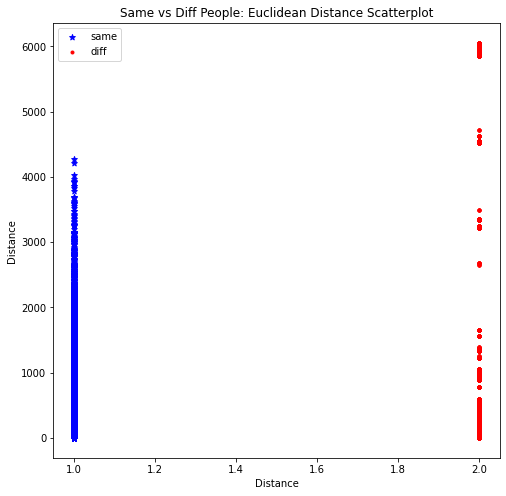 Same vs Diff People: Euclidean Distance Scatterplot
same
diff
6000
5000
4000
3000
2000
1000
0
Distance
1.0 1.2 1.4 1.6 1.8 2.0
Distance